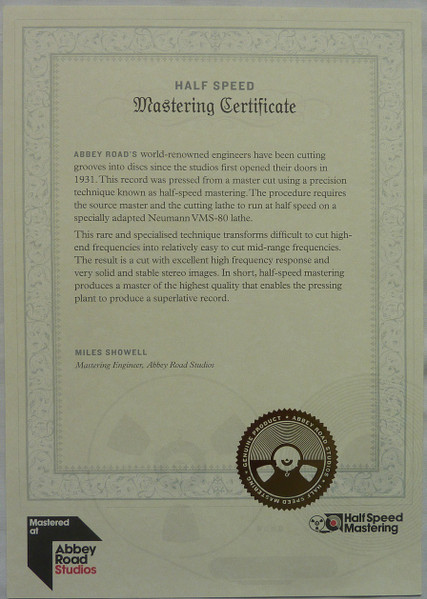 HALF SPEED
Mastering Certificate
ABBEY ROAD'S world-renowned engineers have been cutting
grooves into discs since the studios first opened their doors in
1931. This record was pressed from a master cut using a precision
technique known as half-speed mastering. The procedure requires
the source master and the cutting lathe to run at half speed on a
specially adapted Neumann VMS-80 lathe.
This rare and specialised technique transforms difficult to cut high-
end frequencies into relatively easy to cut mid-range frequencies.
The result is a cut with excellent high frequency response and
very solid and stable stereo images. In short, half-speed mastering
produces a master of the highest quality that enables the pressing
plant to produce a superlative record.
MILES SHOWELL
Mastering Engineer, Abbey Road Studios
GENUINE PRODUCT • ABBEY ROAD STUDIOS • HALF SPEED MASTERING •
Mastered
at
Abbey
Road
Studios
Half Speed
Mastering